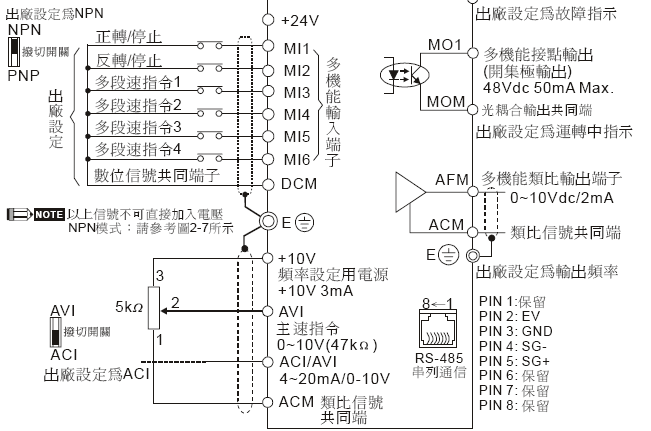 出廠設定爲NPN
NPN
撥切開關
PNP
出廠設定
正轉/停止
反轉/停止
多段速指令1
多段速指令2
多段速指令3
多段速指令4
數位信號共同端子
+24V
MI1
MI2
MI3
MI4
MI5
MI6
DCM
多機能輸入端子
E
NOTE 以上信號不可直接加入電壓
NPN模式：請參考圖2-7所示
3
5kΩ
2
1
AVI
撥切開關
ACI
出廠設定爲ACI
+10V
頻率設定用電源
+10V 3mA
AVI
主速指令
0~10V(47kΩ)
ACI/AVI
4~20mA/0-10V
ACM 類比信號
共同端
出廠設定爲故障指示
MO1
多機能接點輸出
(開集極輸出)
48Vdc 50mA Max.
MOM
光耦合輸出共同端
出廠設定爲運轉中指示
AFM
多機能類比輸出端子
0~10Vdc/2mA
ACM
類比信號共同端
E
出廠設定爲輸出頻率
8←1
RS-485
串列通信
PIN 1:保留
PIN 2: EV
PIN 3: GND
PIN 4: SG-
PIN 5: SG+
PIN 6: 保留
PIN 7: 保留
PIN 8: 保留